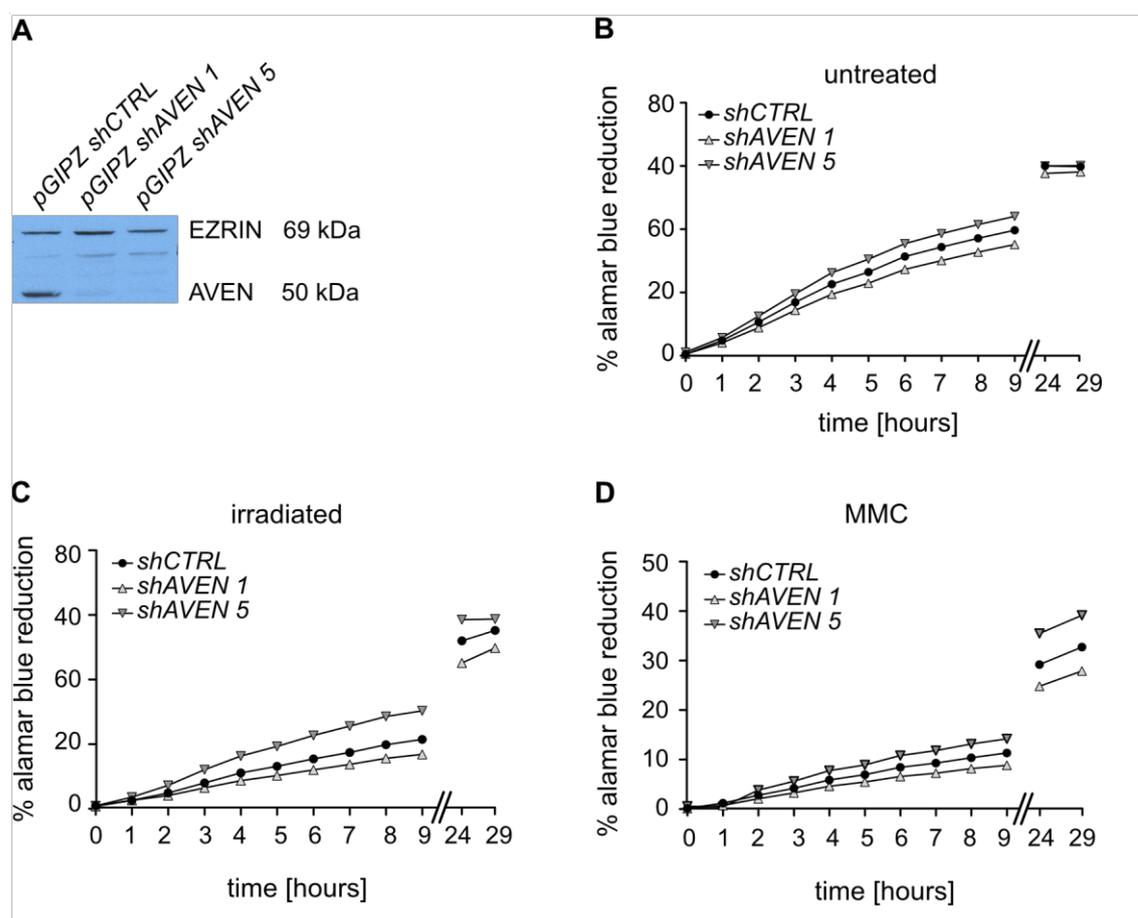 A
pGIPZ shCTRL
pGIPZ shAVEN 1
pGIPZ shAVEN 5
EZRIN 69 kDa
AVEN 50 kDa
B
untreated
% alamar blue reduction
80
40
60
20
0
shCTRL
shAVEN 1
shAVEN 5
0 1 2 3 4 5 6 7 8 9 24 29
time [hours]
C
irradiated
% alamar blue reduction
80
40
60
20
0
shCTRL
shAVEN 1
shAVEN 5
0 1 2 3 4 5 6 7 8 9 24 29
time [hours]
D
MMC
% alamar blue reduction
50
40
30
20
10
0
shCTRL
shAVEN 1
shAVEN 5
0 1 2 3 4 5 6 7 8 9 24 29
time [hours]